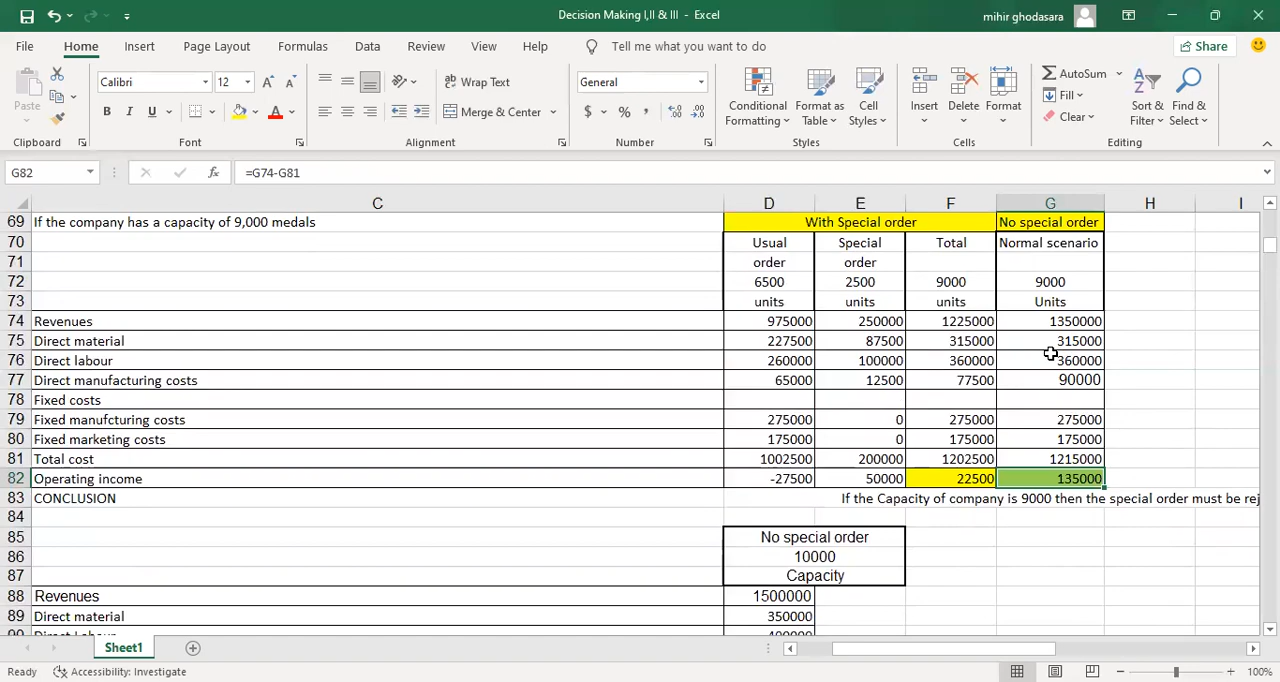 Decision Making I,II & III - Excel
mihir ghodasara
File Home Insert Page Layout Formulas Data Review View Help Tell me what you want to do Share
Paste
Calibri 12
B I U
Wrap Text
Merge & Center
General
$ % ,
Conditional Formatting
Format as Table
Cell Styles
Insert
Delete
Format
AutoSum
Fill
Clear
Sort & Filter
Find & Select
Clipboard Font Alignment Number Styles Cells Editing
G82 fx =G74-G81
C D E F G H I
69 If the company has a capacity of 9,000 medals With Special order No special order
70 Usual Special Total Normal scenario
71 order order
72 6500 2500 9000 9000
73 units units units Units
74 Revenues 975000 250000 1225000 1350000
75 Direct material 227500 87500 315000 315000
76 Direct labour 260000 100000 360000 360000
77 Direct manufacturing costs 65000 12500 77500 90000
78 Fixed costs
79 Fixed manufcturing costs 275000 0 275000 275000
80 Fixed marketing costs 175000 0 175000 175000
81 Total cost 1002500 200000 1202500 1215000
82 Operating income -27500 50000 22500 135000
83 CONCLUSION If the Capacity of company is 9000 then the special order must be rej
84
85 No special order
86 10000
87 Capacity
88 Revenues 1500000
89 Direct material 350000
90 Direct Labour 400000
Sheet1
Ready Accessibility: Investigate 100%